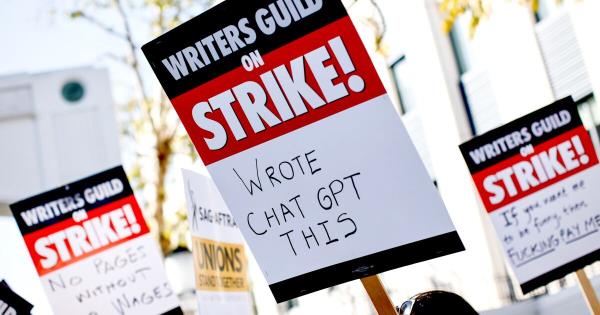 WRITERS GUILD
ON
STRIKE!
WROTE
CHAT GPT
THIS
WRITERS GUILD
ON
STRIKE!
NO PAGES
WITHOUT
WAGES
SAG-AFTRA
UNIONS
STAND TOGETHER
WRITERS GUILD
ON
STRIKE!
If you want me
to be funny, then
FUCKING PAY ME